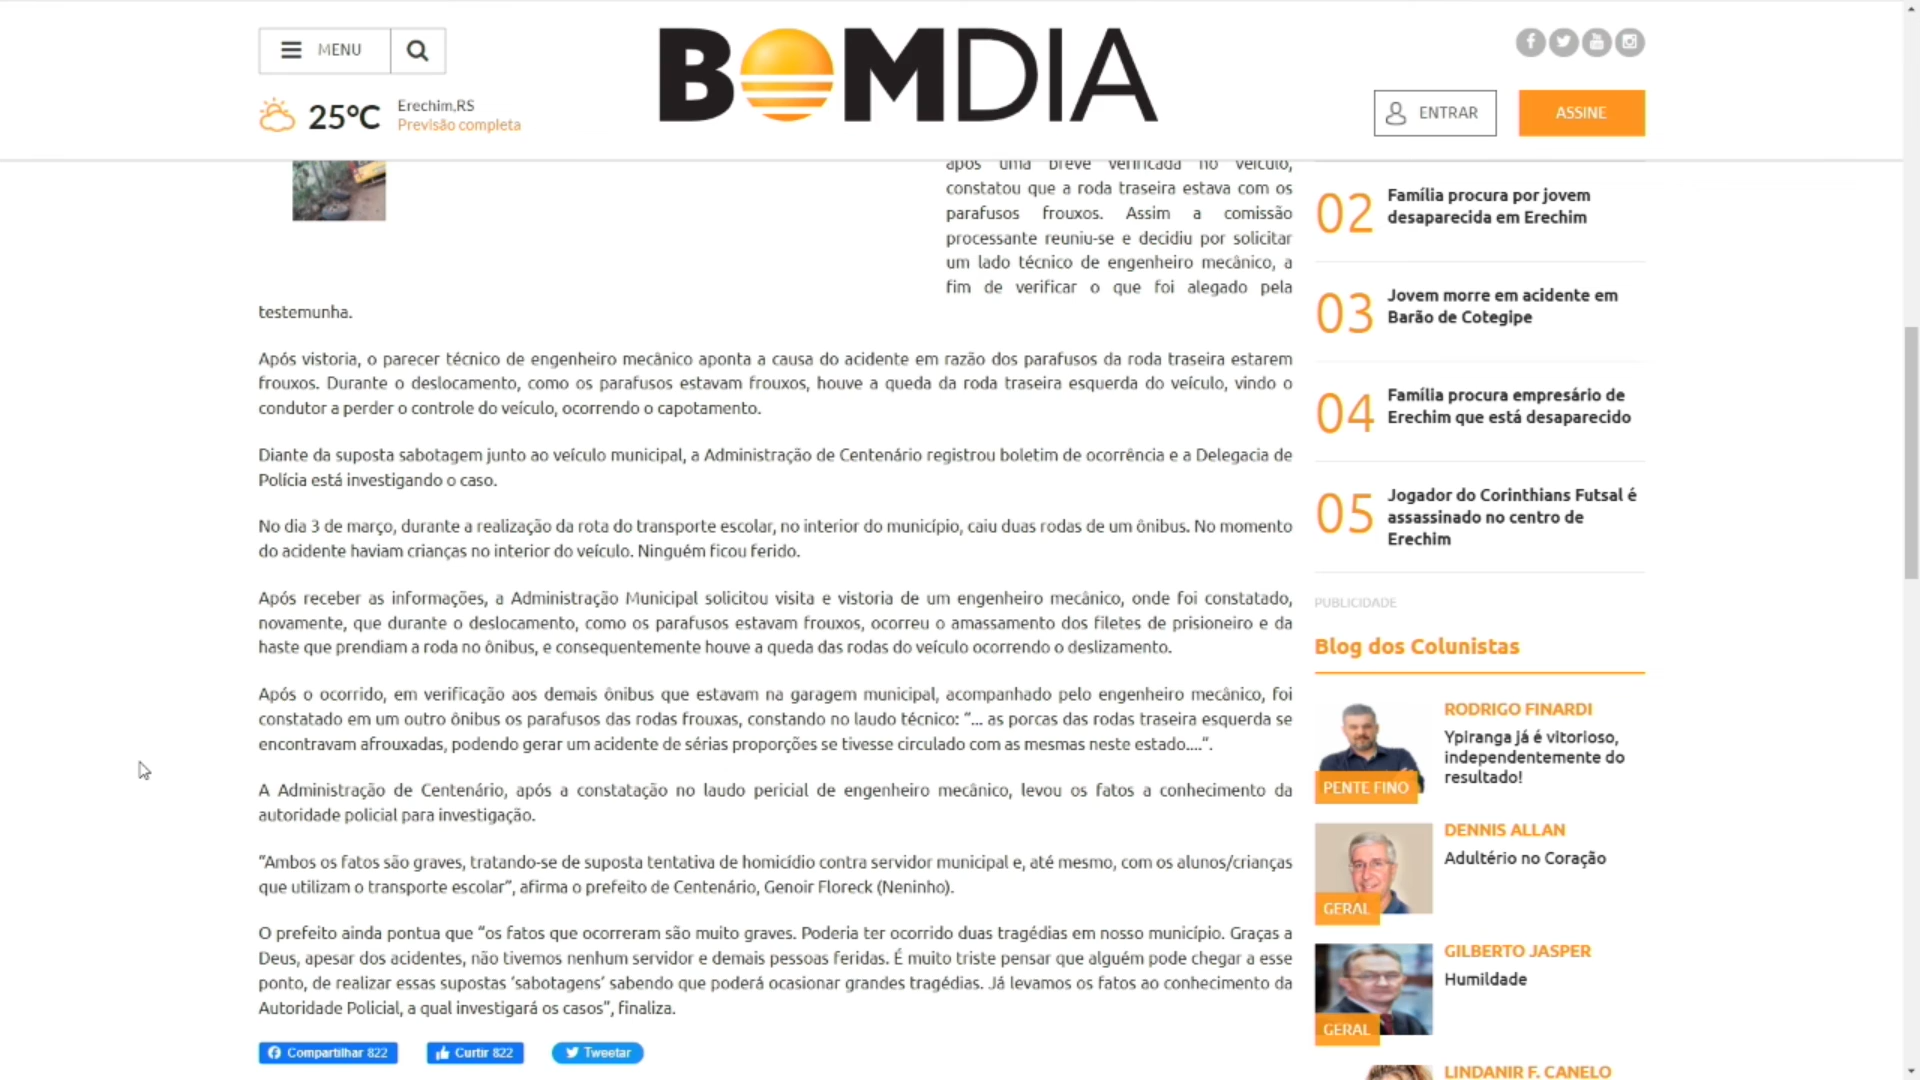 MENU
BOMDIA
25°C
Erechim,RS
Previsão completa
ENTRAR
ASSINE
após uma breve verificada no veículo,
constatou que a roda traseira estava com os
parafusos frouxos. Assim a comissão
processante reuniu-se e decidiu por solicitar
um lado técnico de engenheiro mecânico, a
fim de verificar o que foi alegado pela
testemunha.
Após vistoria, o parecer técnico de engenheiro mecânico aponta a causa do acidente em razão dos parafusos da roda traseira estarem
frouxos. Durante o deslocamento, como os parafusos estavam frouxos, houve a queda da roda traseira esquerda do veículo, vindo o
condutor a perder o controle do veículo, ocorrendo o capotamento.
Diante da suposta sabotagem junto ao veículo municipal, a Administração de Centenário registrou boletim de ocorrência e a Delegacia de
Polícia está investigando o caso.
No dia 3 de março, durante a realização da rota do transporte escolar, no interior do município, caiu duas rodas de um ônibus. No momento
do acidente haviam crianças no interior do veículo. Ninguém ficou ferido.
Após receber as informações, a Administração Municipal solicitou visita e vistoria de um engenheiro mecânico, onde foi constatado,
novamente, que durante o deslocamento, como os parafusos estavam frouxos, ocorreu o amassamento dos filetes de prisioneiro e da
haste que prendiam a roda no ônibus, e consequentemente houve a queda das rodas do veículo ocorrendo o deslizamento.
Após o ocorrido, em verificação aos demais ônibus que estavam na garagem municipal, acompanhado pelo engenheiro mecânico, foi
constatado em um outro ônibus os parafusos das rodas frouxas, constando no laudo técnico: “... as porcas das rodas traseira esquerda se
encontravam afrouxadas, podendo gerar um acidente de sérias proporções se tivesse circulado com as mesmas neste estado....“.
A Administração de Centenário, após a constatação no laudo pericial de engenheiro mecânico, levou os fatos a conhecimento da
autoridade policial para investigação.
“Ambos os fatos são graves, tratando-se de suposta tentativa de homicídio contra servidor municipal e, até mesmo, com os alunos/crianças
que utilizam o transporte escolar”, afirma o prefeito de Centenário, Genoir Floreck (Neninho).
O prefeito ainda pontua que “os fatos que ocorreram são muito graves. Poderia ter ocorrido duas tragédias em nosso município. Graças a
Deus, apesar dos acidentes, não tivemos nenhum servidor e demais pessoas feridas. É muito triste pensar que alguém pode chegar a esse
ponto, de realizar essas supostas ‘sabotagens’ sabendo que poderá ocasionar grandes tragédias. Já levamos os fatos ao conhecimento da
Autoridade Policial, a qual investigará os casos”, finaliza.
Compartilhar 822
Curtir 822
Tweetar
02
Família procura por jovem
desaparecida em Erechim
03
Jovem morre em acidente em
Barão de Cotegipe
04
Família procura empresário de
Erechim que está desaparecido
05
Jogador do Corinthians Futsal é
assassinado no centro de
Erechim
PUBLICIDADE
Blog dos Colunistas
RODRIGO FINARDI
Ypiranga já é vitorioso,
independentemente do
resultado!
PENTE FINO
DENNIS ALLAN
Adultério no Coração
GERAL
GILBERTO JASPER
Humildade
GERAL
LINDANIR F. CANELO